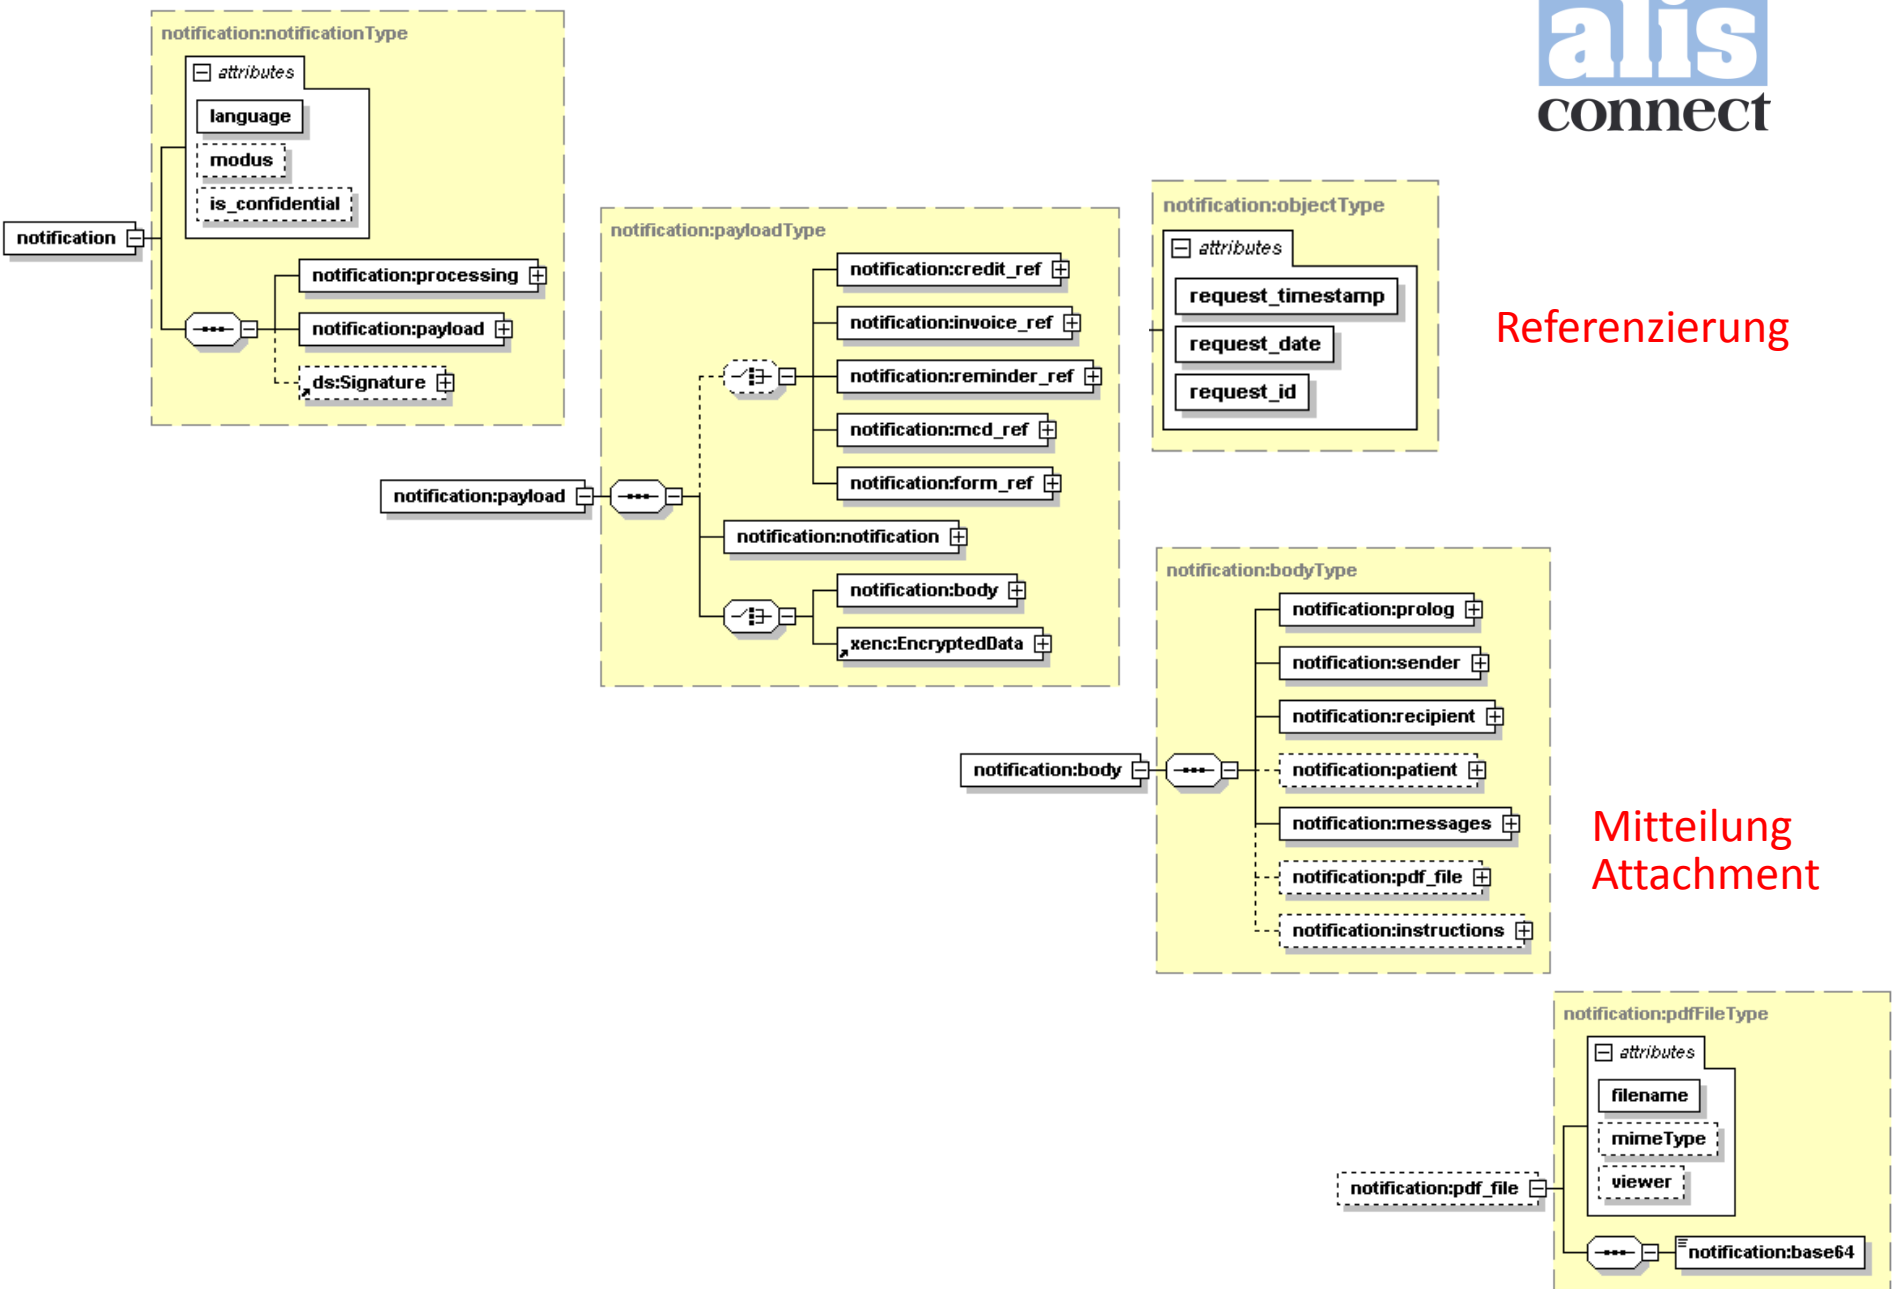 alis
connect
notification:notificationType
attributes
language
modus
is_confidential
notification
notification:processing
notification:payload
ds:Signature
notification:payloadType
notification:credit_ref
notification:invoice_ref
notification:reminder_ref
notification:mcd_ref
notification:form_ref
notification:payload
notification:notification
notification:body
xenc:EncryptedData
notification:objectType
attributes
request_timestamp
request_date
request_id
Referenzierung
notification:bodyType
notification:prolog
notification:sender
notification:recipient
notification:body
notification:patient
notification:messages
notification:pdf_file
notification:instructions
Mitteilung
Attachment
notification:pdfFileType
attributes
filename
mimeType
viewer
notification:pdf_file
notification:base64